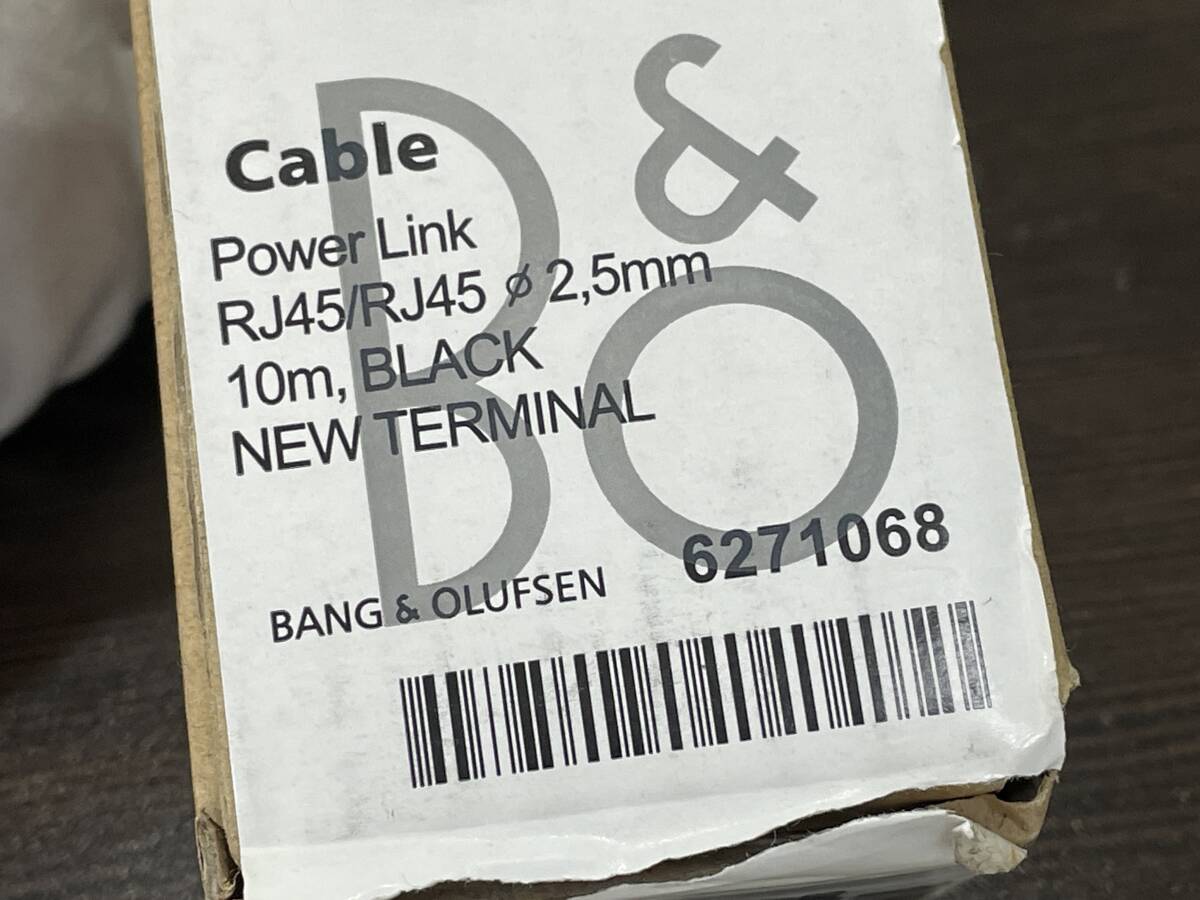 B&O
Cable
Power Link
RJ45/RJ45 ø 2,5mm
10m, BLACK
NEW TERMINAL
6271068
BANG & OLUFSEN